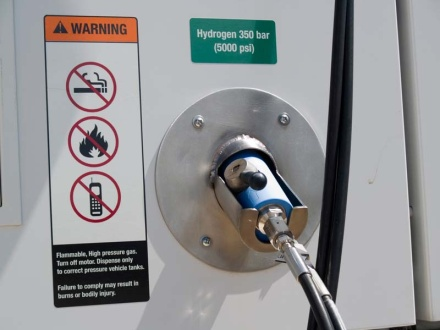 WARNING
Hydrogen 350 bar
(5000 psi)
Flammable, High pressure gas.
Turn off motor. Dispense only
to correct pressure vehicle tanks.
Failure to comply may result in
burns or bodily injury.